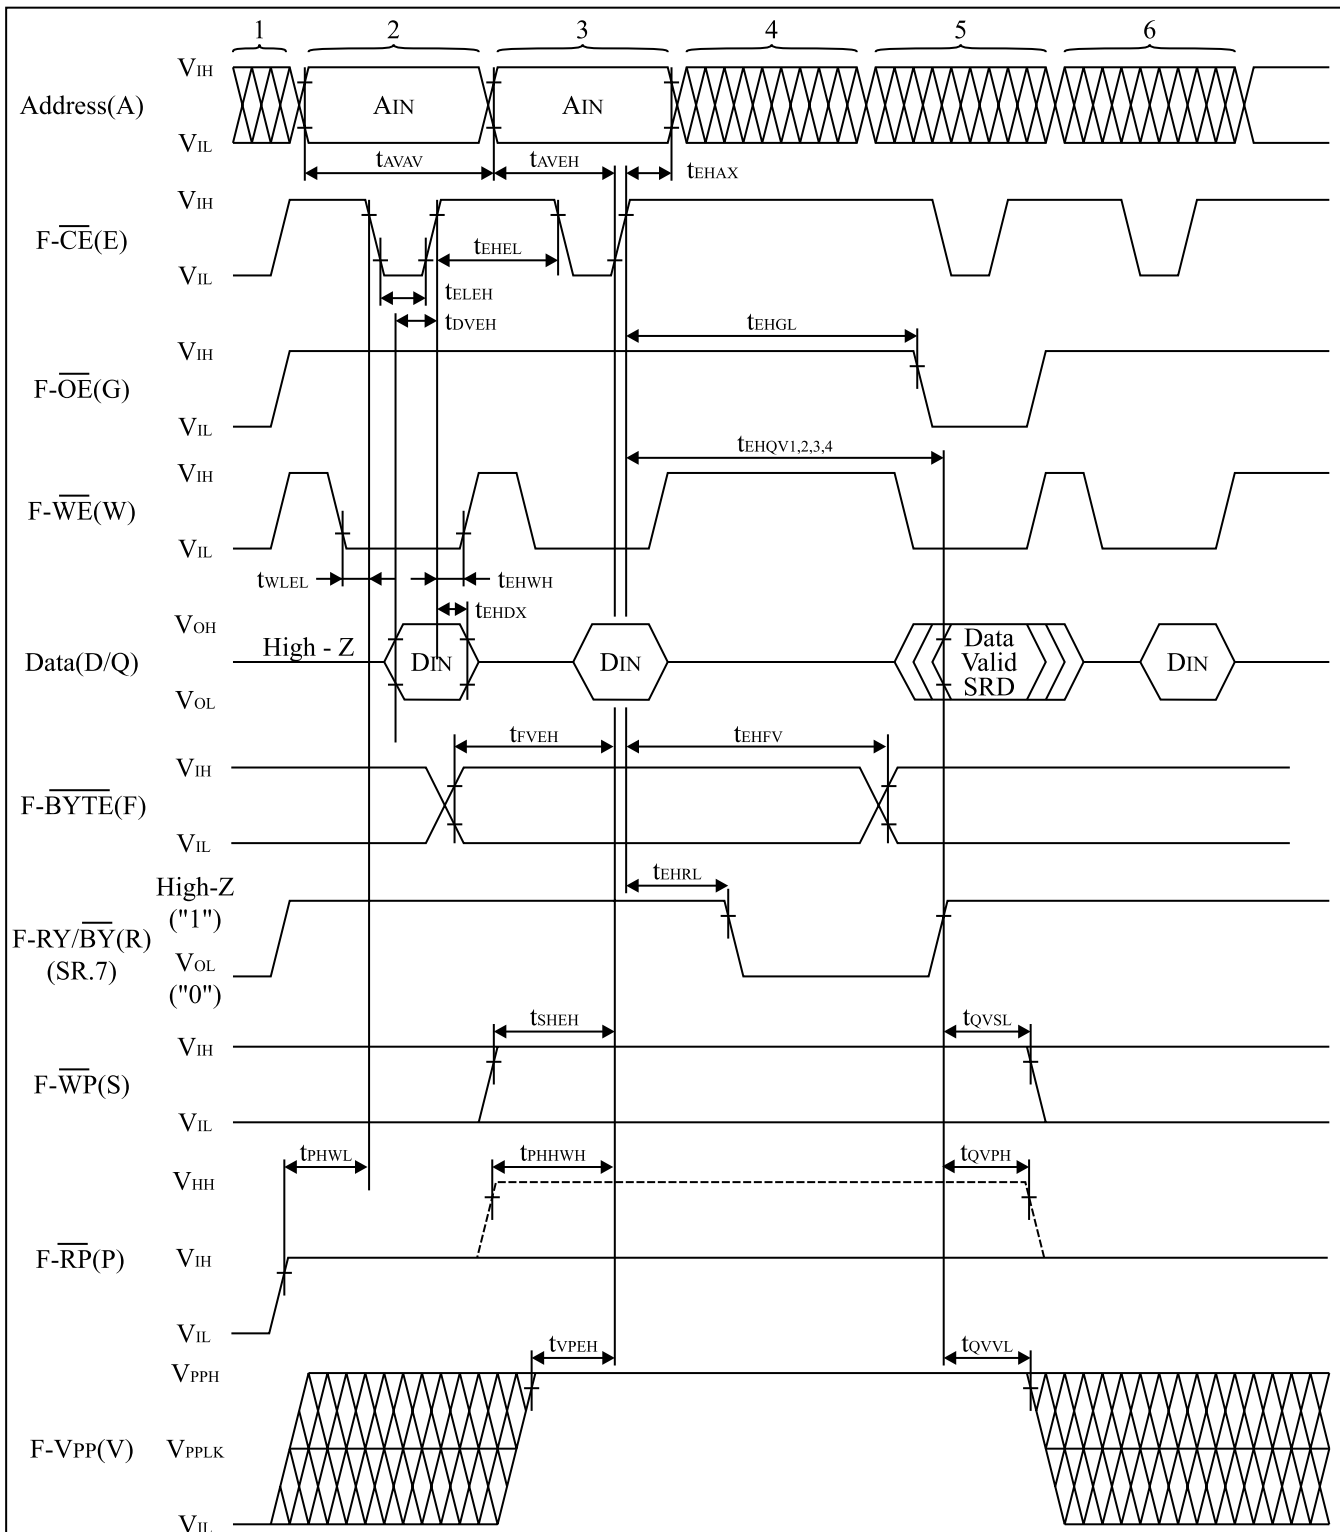 1 2 3 4 5 6
VIH
Address(A) AIN AIN
VIL
tAVAV tAVEH tEHAX
VIH
F-CE(E)
tEHEL
VIL
tELEH
tDVEH
tEHGL
VIH
F-OE(G)
VIL
tEHQV1,2,3,4
VIH
F-WE(W)
VIL
tWLEL tEHWH
tEHDX
VOH
High - Z
Data(D/Q) DIN DIN Data Valid SRD DIN
VOL
tFVEH tEHFV
VIH
F-BYTE(F)
VIL
tEHRL
High-Z
("1")
F-RY/BY(R)
(SR.7)
VOL
("0")
tSHEH tQVSL
VIH
F-WP(S)
VIL
tPHWL tPHHWH tQVPH
VHH
F-RP(P) VIH
VIL
tVPEH tQVVL
VPPH
F-VPP(V) VPPLK
VIL